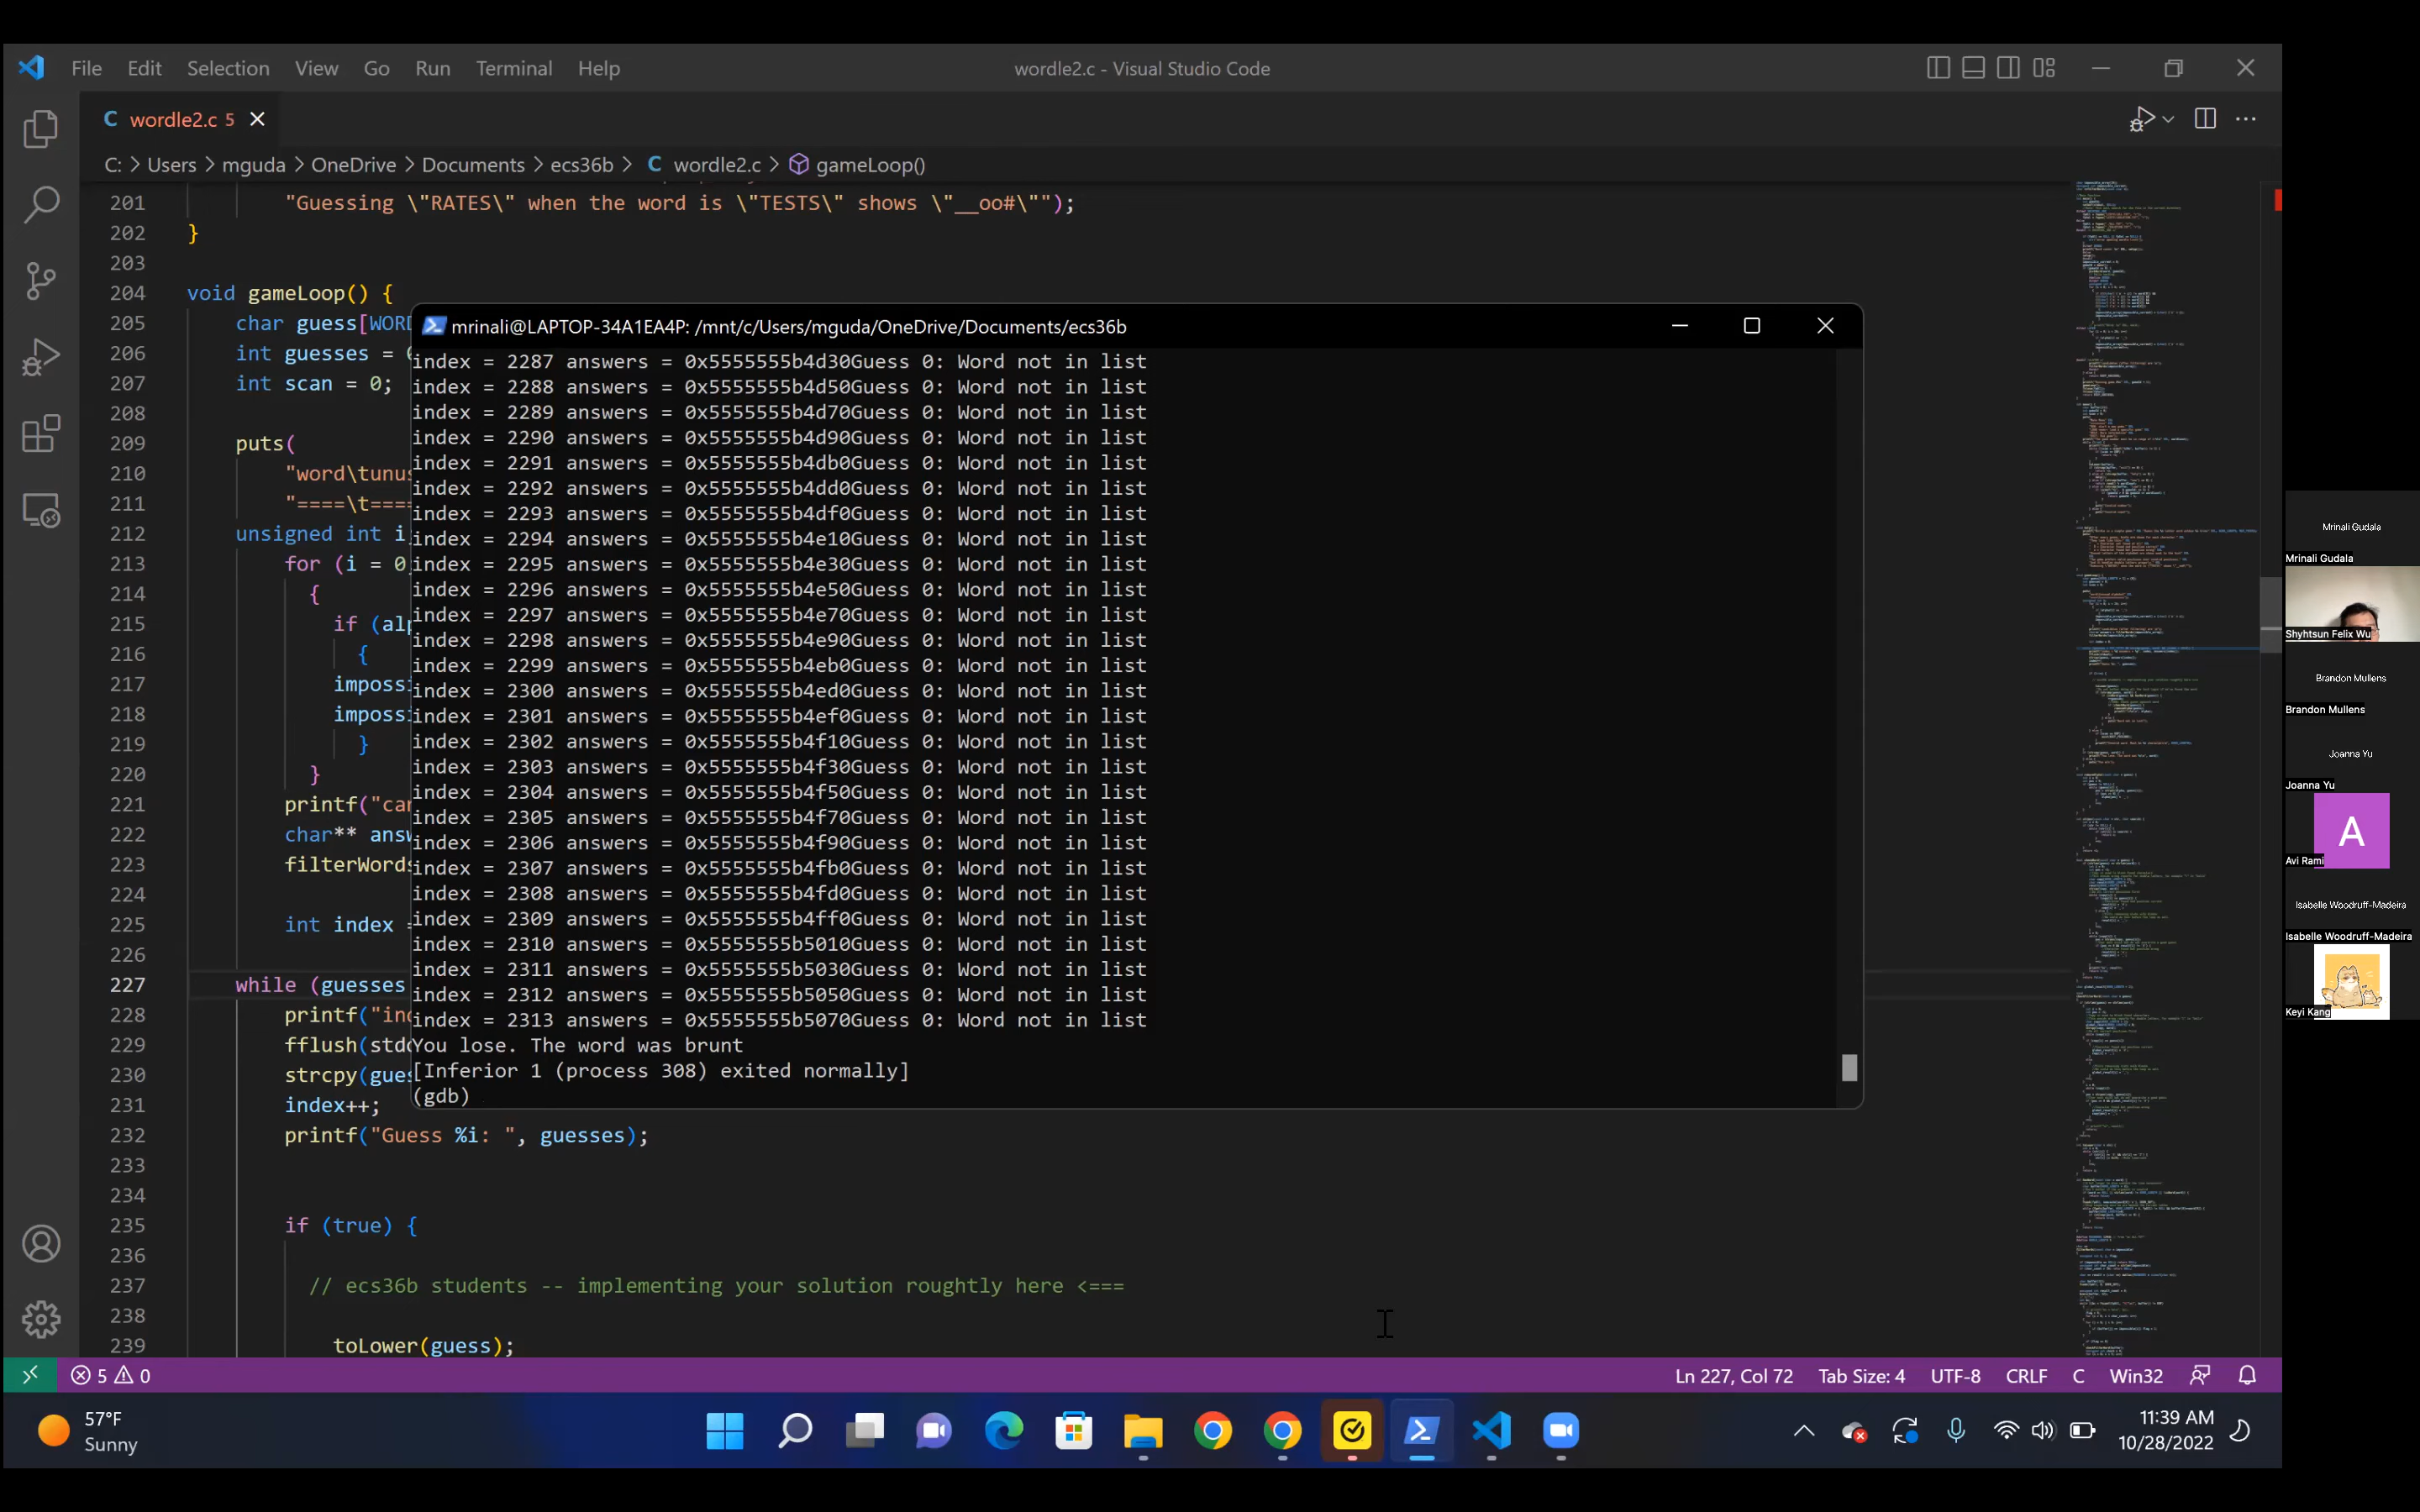 File Edit Selection View Go Run Terminal Help
wordle2.c - Visual Studio Code
C wordle2.c 5
C: > Users > mguda > OneDrive > Documents > ecs36b > C wordle2.c > gameLoop()
201 "Guessing \"RATES\" when the word is \"TESTS\" shows \"__oo#\"");
202 }
203
204 void gameLoop() {
205 char guess[WORD
206 int guesses =
207 int scan = 0;
208
209 puts(
210 "word\tunus
211 "====\t====
212 unsigned int i
213 for (i = 0
214 {
215 if (alp
216 {
217 impossi
218 impossi
219 }
220 }
221 printf("can
222 char** answ
223 filterWords
224
225 int index =
226
227 while (guesses
228 printf("ind
229 fflush(stdo
230 strcpy(gues
231 index++;
232 printf("Guess %i: ", guesses);
233
234
235 if (true) {
236
237 // ecs36b students -- implementing your solution roughtly here <===
238
239 toLower(guess);
mrinali@LAPTOP-34A1EA4P: /mnt/c/Users/mguda/OneDrive/Documents/ecs36b
index = 2287 answers = 0x5555555b4d30Guess 0: Word not in list
index = 2288 answers = 0x5555555b4d50Guess 0: Word not in list
index = 2289 answers = 0x5555555b4d70Guess 0: Word not in list
index = 2290 answers = 0x5555555b4d90Guess 0: Word not in list
index = 2291 answers = 0x5555555b4db0Guess 0: Word not in list
index = 2292 answers = 0x5555555b4dd0Guess 0: Word not in list
index = 2293 answers = 0x5555555b4df0Guess 0: Word not in list
index = 2294 answers = 0x5555555b4e10Guess 0: Word not in list
index = 2295 answers = 0x5555555b4e30Guess 0: Word not in list
index = 2296 answers = 0x5555555b4e50Guess 0: Word not in list
index = 2297 answers = 0x5555555b4e70Guess 0: Word not in list
index = 2298 answers = 0x5555555b4e90Guess 0: Word not in list
index = 2299 answers = 0x5555555b4eb0Guess 0: Word not in list
index = 2300 answers = 0x5555555b4ed0Guess 0: Word not in list
index = 2301 answers = 0x5555555b4ef0Guess 0: Word not in list
index = 2302 answers = 0x5555555b4f10Guess 0: Word not in list
index = 2303 answers = 0x5555555b4f30Guess 0: Word not in list
index = 2304 answers = 0x5555555b4f50Guess 0: Word not in list
index = 2305 answers = 0x5555555b4f70Guess 0: Word not in list
index = 2306 answers = 0x5555555b4f90Guess 0: Word not in list
index = 2307 answers = 0x5555555b4fb0Guess 0: Word not in list
index = 2308 answers = 0x5555555b4fd0Guess 0: Word not in list
index = 2309 answers = 0x5555555b4ff0Guess 0: Word not in list
index = 2310 answers = 0x5555555b5010Guess 0: Word not in list
index = 2311 answers = 0x5555555b5030Guess 0: Word not in list
index = 2312 answers = 0x5555555b5050Guess 0: Word not in list
index = 2313 answers = 0x5555555b5070Guess 0: Word not in list
You lose. The word was brunt
[Inferior 1 (process 308) exited normally]
(gdb)
Mrinali Gudala
Mrinali Gudala
Shyhtsun Felix Wu
Brandon Mullens
Brandon Mullens
Joanna Yu
Joanna Yu
A
Avi Rami
Isabelle Woodruff-Madeira
Isabelle Woodruff-Madeira
Keyi Kang
5 0
Ln 227, Col 72 Tab Size: 4 UTF-8 CRLF C Win32
57°F
Sunny
11:39 AM
10/28/2022